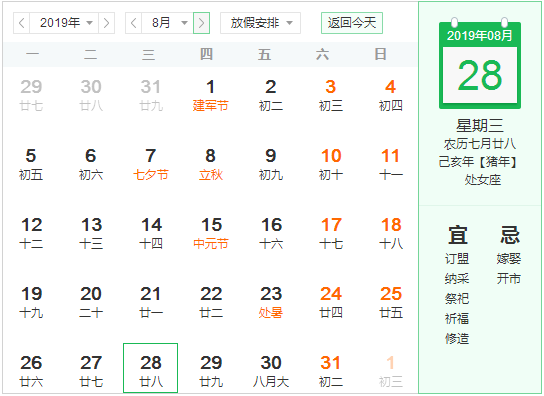 2019年 8月 放假安排 返回今天
一 二 三 四 五 六 日
29 30 31 1 2 3 4
廿七 廿八 廿九 建军节 初二 初三 初四
5 6 7 8 9 10 11
初五 初六 七夕节 立秋 初九 初十 十一
12 13 14 15 16 17 18
十二 十三 十四 中元节 十六 十七 十八
19 20 21 22 23 24 25
十九 二十 廿一 廿二 处暑 廿四 廿五
26 27 28 29 30 31 1
廿六 廿七 廿八 廿九 八月大 初二 初三
2019年08月
28
星期三
农历七月廿八
己亥年【猪年】
处女座
宜 忌
订盟 嫁娶
纳采 开市
祭祀
祈福
修造